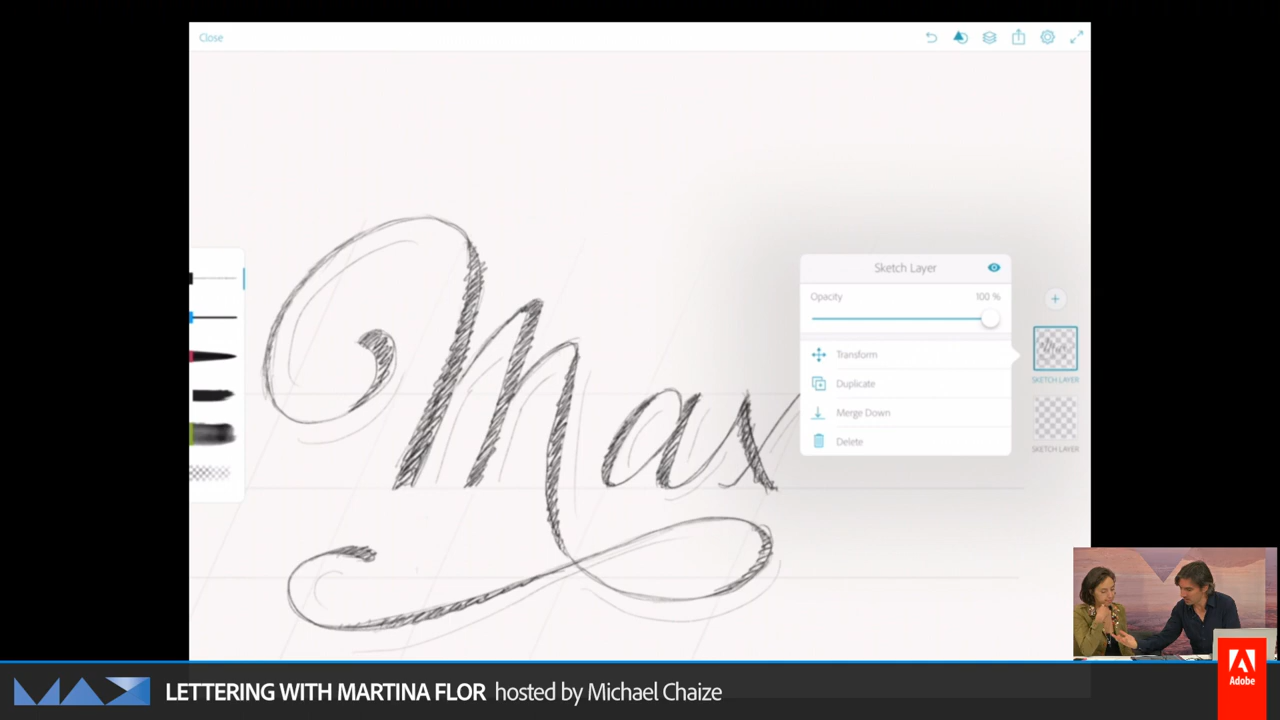 Close
Sketch Layer
Opacity 100 %
Transform
Duplicate
Merge Down
Delete
SKETCH LAYER
SKETCH LAYER
Max
MAX LETTERING WITH MARTINA FLOR hosted by Michael Chaize
Adobe